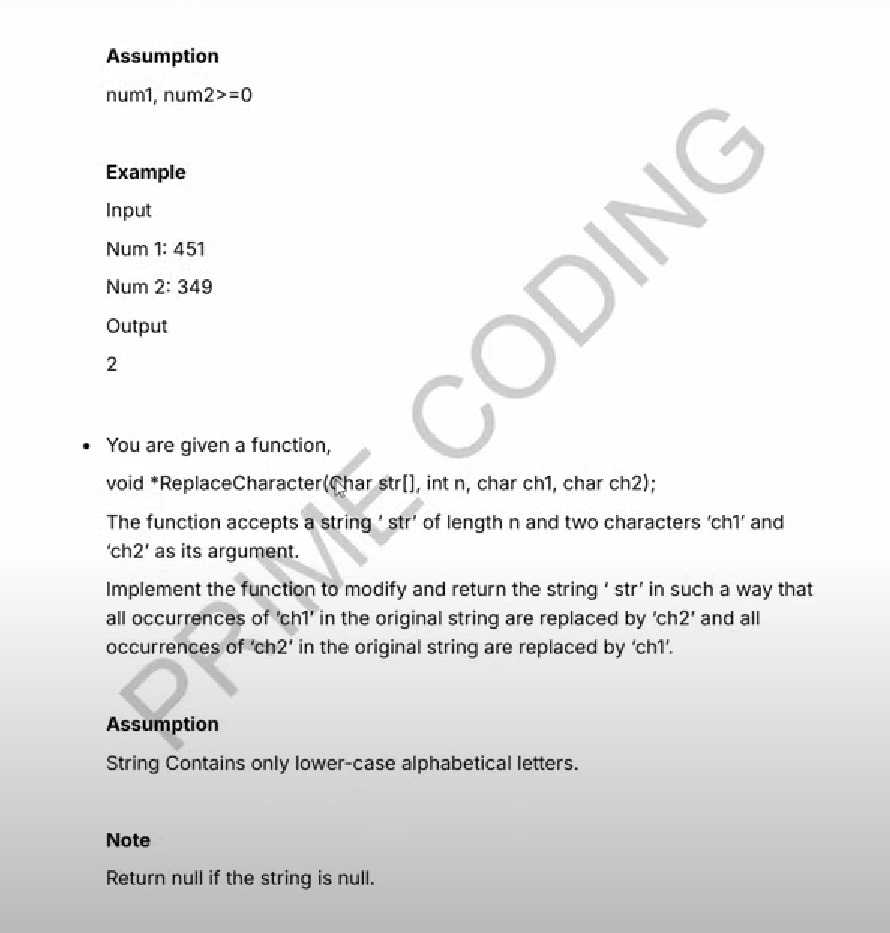 Assumption
num1, num2>=0
Example
Input
Num 1: 451
Num 2: 349
Output
2
• You are given a function,
void *ReplaceCharacter(Char str[], int n, char ch1, char ch2);
The function accepts a string ‘ str’ of length n and two characters ‘ch1’ and
‘ch2’ as its argument.
Implement the function to modify and return the string ‘ str’ in such a way that
all occurrences of ‘ch1’ in the original string are replaced by ‘ch2’ and all
occurrences of ‘ch2’ in the original string are replaced by ‘ch1’.
Assumption
String Contains only lower-case alphabetical letters.
Note
Return null if the string is null.
PRIME CODING